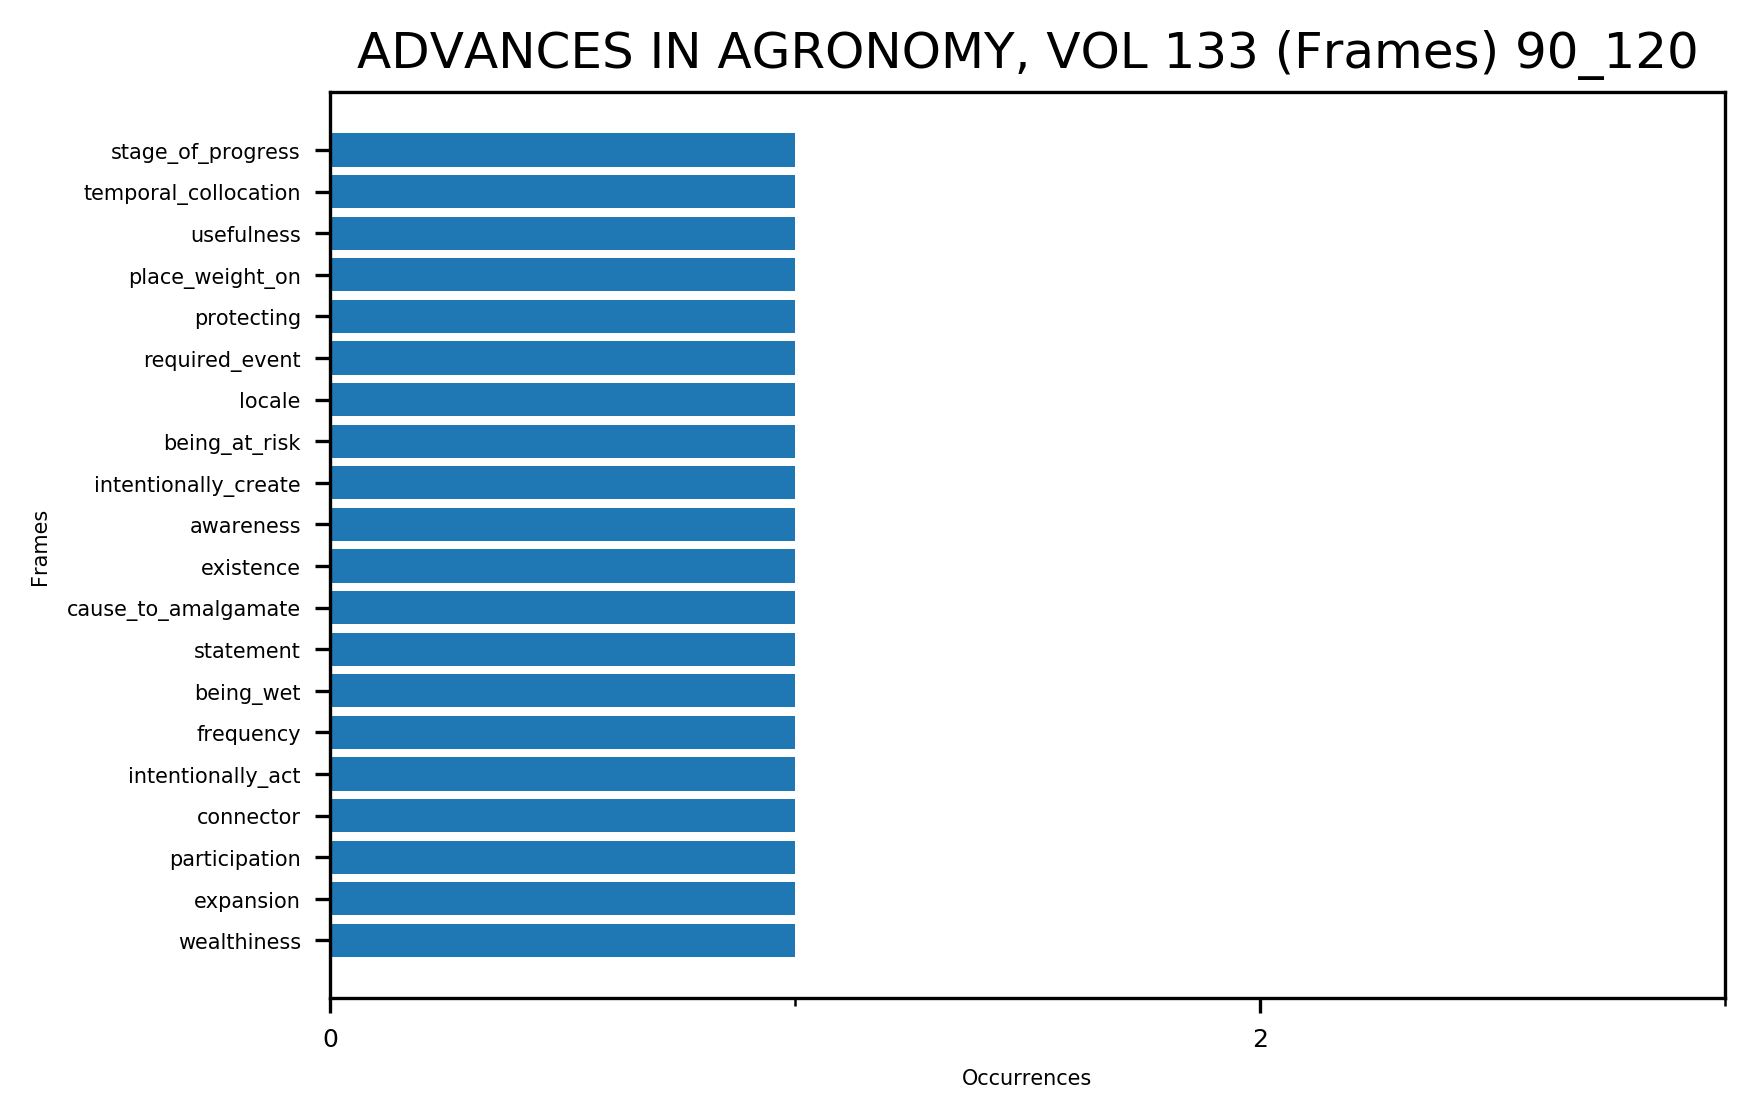 ADVANCES IN AGRONOMY, VOL 133 (Frames) 90_120
stage_of_progress
temporal_collocation
usefulness
place_weight_on
protecting
required_event
locale
being_at_risk
intentionally_create
awareness
existence
cause_to_amalgamate
statement
being_wet
frequency
intentionally_act
connector
participation
expansion
wealthiness
Frames
0
2
Occurrences